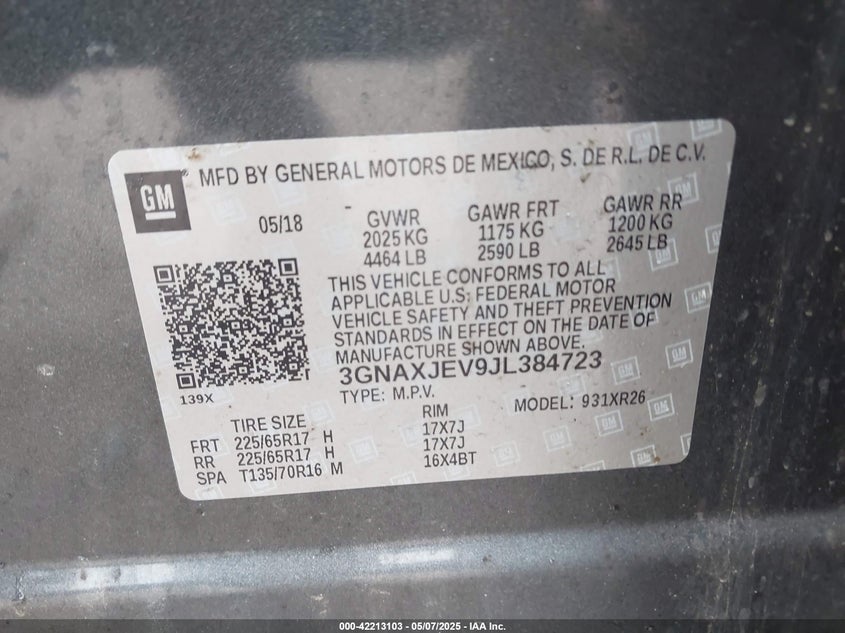 GM
® MFD BY GENERAL MOTORS DE MEXICO, S. DE R.L. DE C.V.
05/18
GVWR
2025 KG
4464 LB
GAWR FRT
1175 KG
2590 LB
GAWR RR
1200 KG
2645 LB
THIS VEHICLE CONFORMS TO ALL
APPLICABLE U.S. FEDERAL MOTOR
VEHICLE SAFETY AND THEFT PREVENTION
STANDARDS IN EFFECT ON THE DATE OF
MANUFACTURE SHOWN ABOVE.
3GNAXJEV9JL384723
139X
TYPE: M.P.V. MODEL: 931XR26
TIRE SIZE RIM
FRT 225/65R17 H 17X7J
RR 225/65R17 H 17X7J
SPA T135/70R16 M 16X4BT
000-42213103 - 05/07/2025 - IAA Inc.